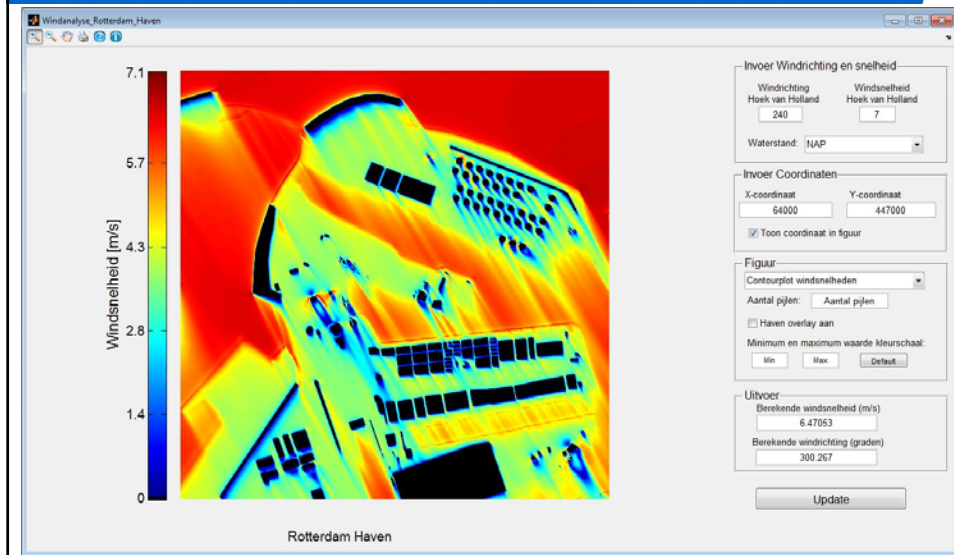 Windanalyse_Rotterdam_Haven
7.1
5.7
4.3
2.8
1.4
0
Windsnelheid [m/s]
Rotterdam Haven
Invoer Windrichting en snelheid
Windrichting
Hoek van Holland
240
Windsnelheid
Hoek van Holland
7
Waterstand: NAP
Invoer Coordinaten
X-coordinaat
64000
Y-coordinaat
447000
Toon coordinaat in figuur
Figuur
Contourplot windsnelheden
Aantal pijlen: Aantal pijlen
Haven overlay aan
Minimum en maximum waarde kleurschaal:
Min Max Default
Uitvoer
Berekende windsnelheid (m/s)
6.47053
Berekende windrichting (graden)
300.267
Update